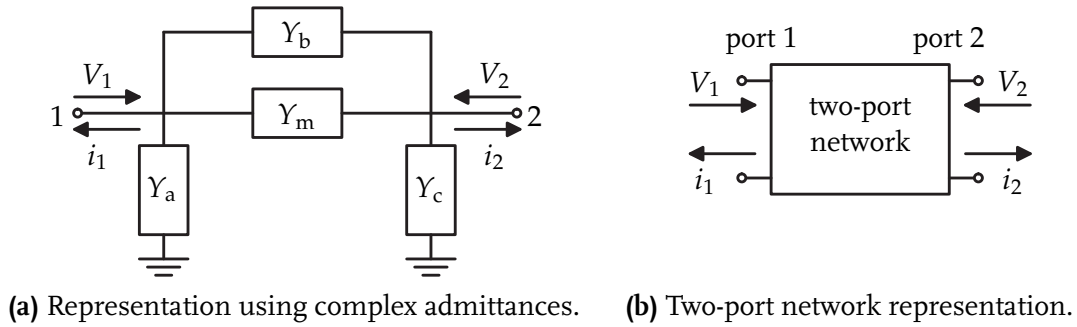 Y_b
V_1
V_2
1
Y_m
2
i_1
i_2
Y_a
Y_c
(a) Representation using complex admittances.
port 1
port 2
V_1
V_2
two-port
network
i_1
i_2
(b) Two-port network representation.